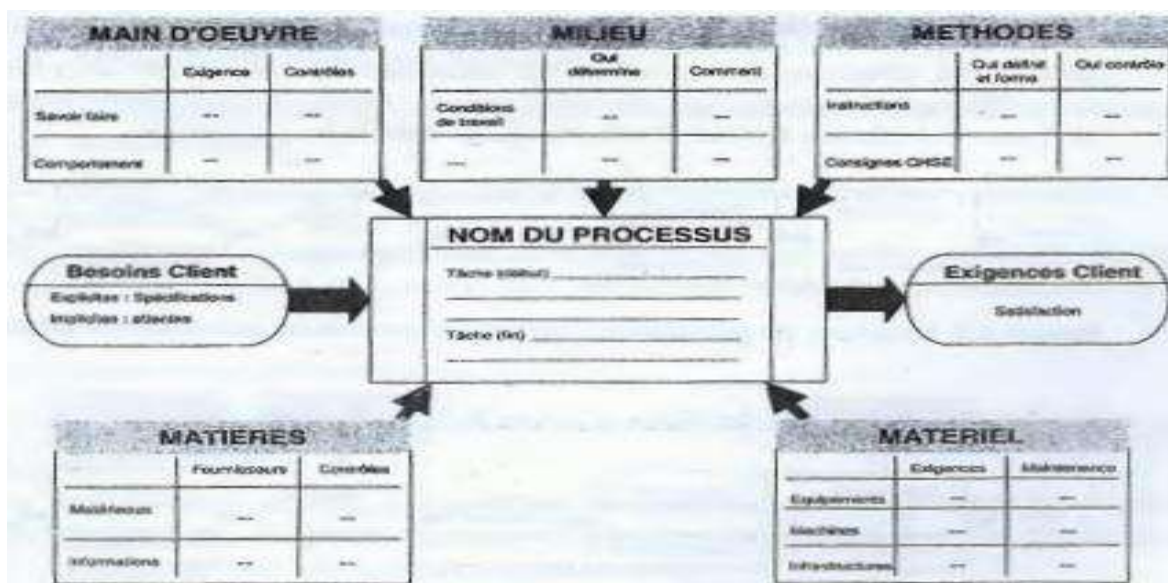 MAIN D'OEUVRE
Exigence Contrôles
Savoir faire -- --
Comportement -- --
MILIEU
Qui détermine Comment
Conditions de travail -- --
--- -- --
METHODES
Qui définit et forme Qui contrôle
Instructions -- --
Consignes QHSE -- --
Besoins Client
Explicites : Spécifications
Implicites : attentes
NOM DU PROCESSUS
Tâche (début)
Tâche (fin)
Exigences Client
Satisfaction
MATIERES
Fournisseurs Contrôles
Matériaux -- --
Informations -- --
MATERIEL
Exigences Maintenance
Equipements -- --
Machines -- --
Infrastructures -- --